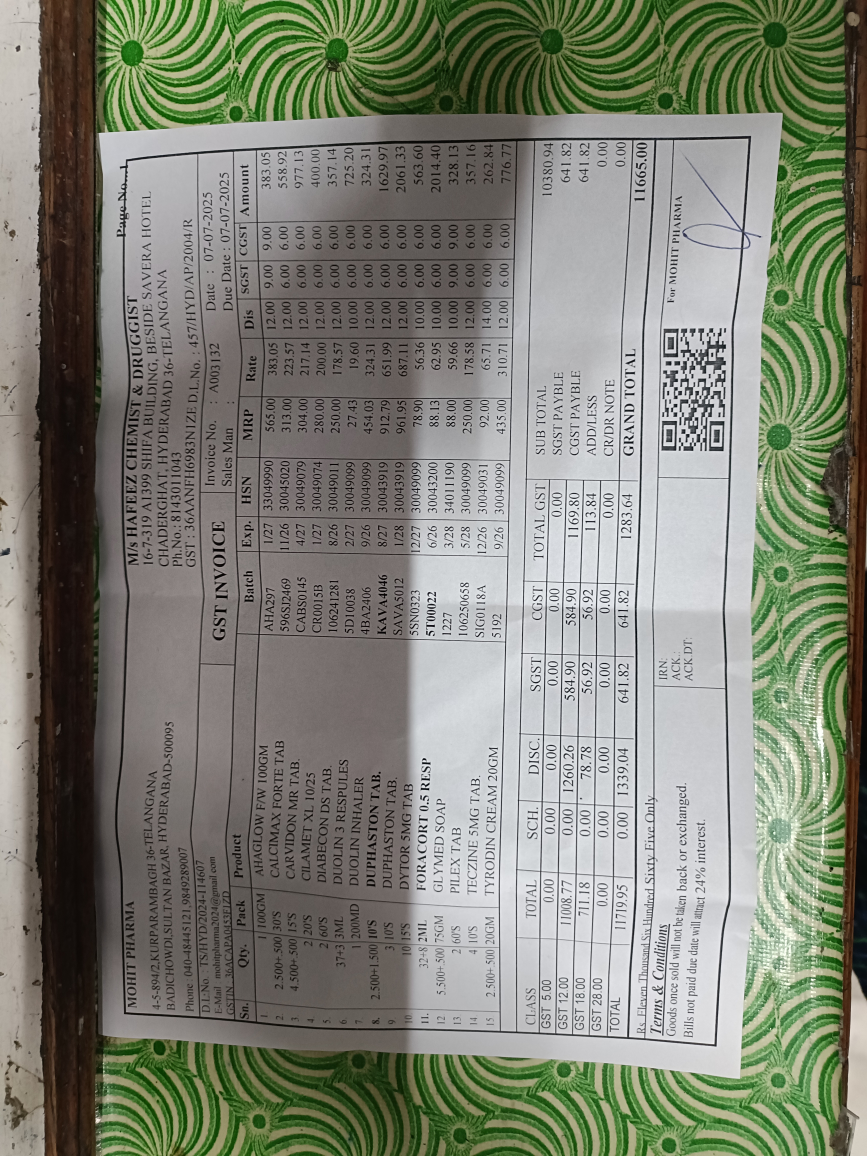 Page No...1
MOHIT PHARMA
4-5-894/2,KURPARAMBAGH 36-TELANGANA
BADICHOWDI,SULTAN BAZAR, HYDERABAD-500095
Phone 040-48445121,9849289007
D.L.No. : TS/HYD/2024-114607
E-Mail mohitpharma2024@gmail.com
GSTIN
M/s HAFEEZ CHEMIST & DRUGGIST
16-7-319 A1399 SHIFA BUILDING, BESIDE SAVERA HOTEL
CHADERGHAT, HYDERABAD 36-TELANGANA
Ph.No.: 8143011043
GST : 36AANFH6983N1ZE D.L.No. : 457/HYD/AP/2004/R
GST INVOICE
Invoice No. : A003132 Date : 07-07-2025
Sales Man : Due Date : 07-07-2025
Sn. Qty. Pack Product Batch Exp. HSN MRP Rate Dis SGST CGST Amount
1. 1 100GM AHAGLOW F/W 100GM AHA297 1/27 33049990 565.00 383.05 12.00 9.00 9.00 383.05
2 2.500+.500 30'S CALCIMAX FORTE TAB 596SJ2469 11/26 30045020 313.00 223.57 12.00 6.00 6.00 558.92
3 4.500+.500 15'S CARVIDON MR TAB. CABS0145 4/27 30049079 304.00 217.14 12.00 6.00 6.00 977.13
4. 2 20'S CILAMET XL 10/25 CR0015B 1/27 30049074 280.00 200.00 12.00 6.00 6.00 400.00
5. 2 60'S DIABECON DS TAB. 106241281 8/26 30049011 250.00 178.57 12.00 6.00 6.00 357.14
6. 37+3 3ML DUOLIN 3 RESPULES 5D10038 2/27 30049099 27.43 19.60 10.00 6.00 6.00 725.20
7. 1 200MD DUOLIN INHALER 4BA2406 9/26 30049099 454.03 324.31 12.00 6.00 6.00 324.31
8. 2.500+1.500 10'S DUPHASTON TAB. KAVA4046 8/27 30043919 912.79 651.99 12.00 6.00 6.00 1629.97
9. 3 10'S DUPHASTON TAB. SAVA5012 1/28 30043919 961.95 687.11 12.00 6.00 6.00 2061.33
10 10 15'S DYTOR 5MG TAB 5SN0323 12/27 30049099 78.90 56.36 10.00 6.00 6.00 563.60
11. 32+8 2ML FORACORT 0.5 RESP 5T00022 6/26 30043200 88.13 62.95 10.00 6.00 6.00 2014.40
12 5.500+.500 75GM GLYMED SOAP 1227 3/28 34011190 88.00 59.66 10.00 9.00 9.00 328.13
13 2 60'S PILEX TAB 106250658 5/28 30049099 250.00 178.58 12.00 6.00 6.00 357.16
14 4 10'S TECZINE 5MG TAB SIG0118A 12/26 30049031 92.00 65.71 14.00 6.00 6.00 262.84
15 2.500+.500 20GM TYRODIN CREAM 20GM 5192 9/26 30049099 435.00 310.71 12.00 6.00 6.00 776.77
CLASS TOTAL SCH. DISC. SGST CGST TOTAL GST
GST 5.00 0.00 0.00 0.00 0.00 0.00 0.00
GST 12.00 11008.77 0.00 1260.26 584.90 584.90 1169.80
GST 18.00 711.18 0.00 78.78 56.92 56.92 113.84
GST 28.00 0.00 0.00 0.00 0.00 0.00 0.00
TOTAL 11719.95 0.00 1339.04 641.82 641.82 1283.64
SUB TOTAL 10380.94
SGST PAYBLE 641.82
CGST PAYBLE 641.82
ADD/LESS 0.00
CR/DR NOTE 0.00
GRAND TOTAL 11665.00
Rs. Eleven Thousand Six Hundred Sixty Five Only
Terms & Conditions
Goods once sold will not be taken back or exchanged.
Bills not paid due date will attract 24% interest.
IRN:
ACK.:
ACK.DT:
For MOHIT PHARMA